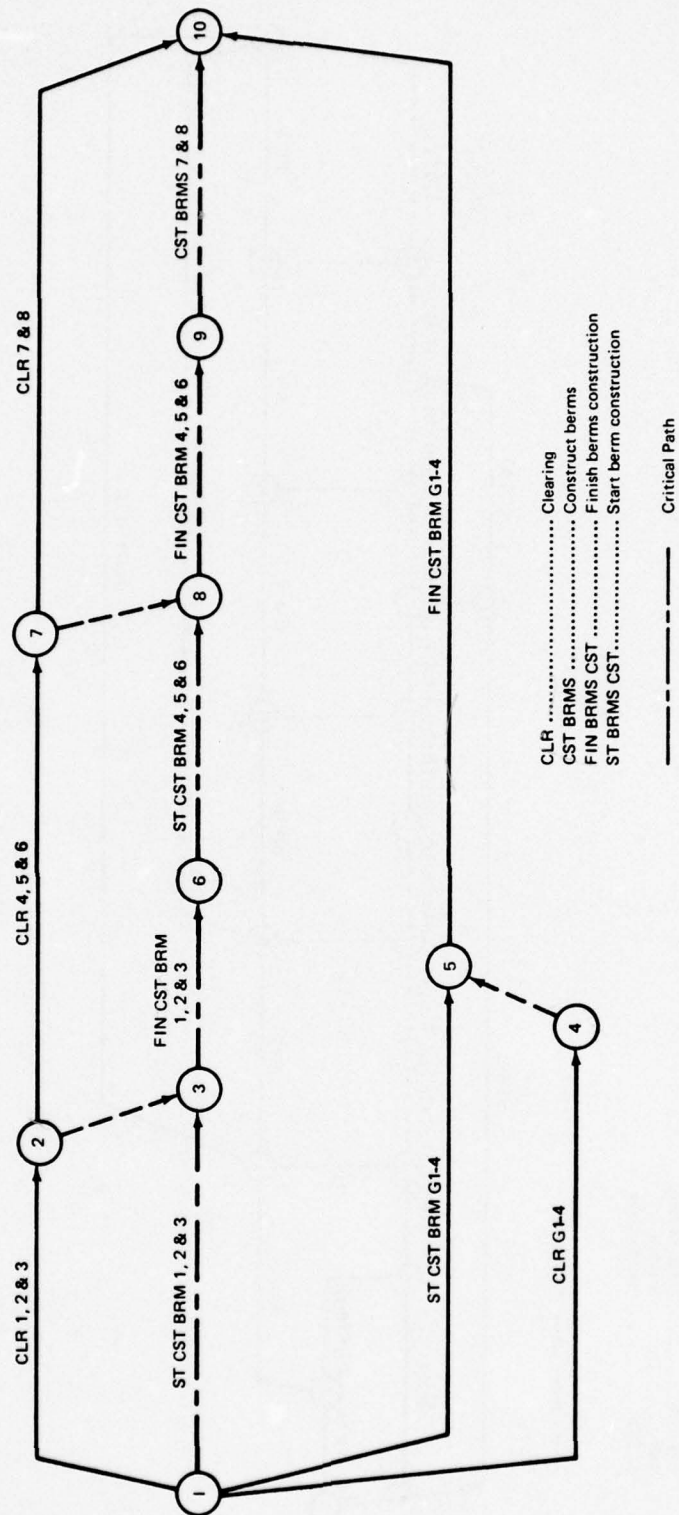 CLR 1, 2 & 3
CLR 4, 5 & 6
CLR 7 & 8
1
2
3
4
5
6
7
8
9
10
ST CST BRM 1, 2 & 3
FIN CST BRM
1, 2 & 3
ST CST BRM 4, 5 & 6
FIN CST BRM 4, 5 & 6
CST BRMS 7 & 8
ST CST BRM G1-4
FIN CST BRM G1-4
CLR G1-4
CLR ........................ Clearing
CST BRMS ................. Construct berms
FIN BRMS CST ................. Finish berms construction
ST BRMS CST.................... Start berm construction
Critical Path